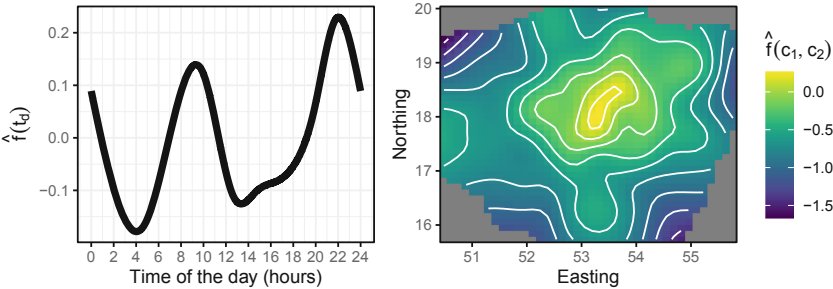 f̂(t_d)
0.2
0.1
0.0
−0.1
0 2 4 6 8 10 12 14 16 18 20 22 24
Time of the day (hours)
Northing
20
19
18
17
16
51 52 53 54 55
Easting
f̂(c₁, c₂)
0.0
−0.5
−1.0
−1.5